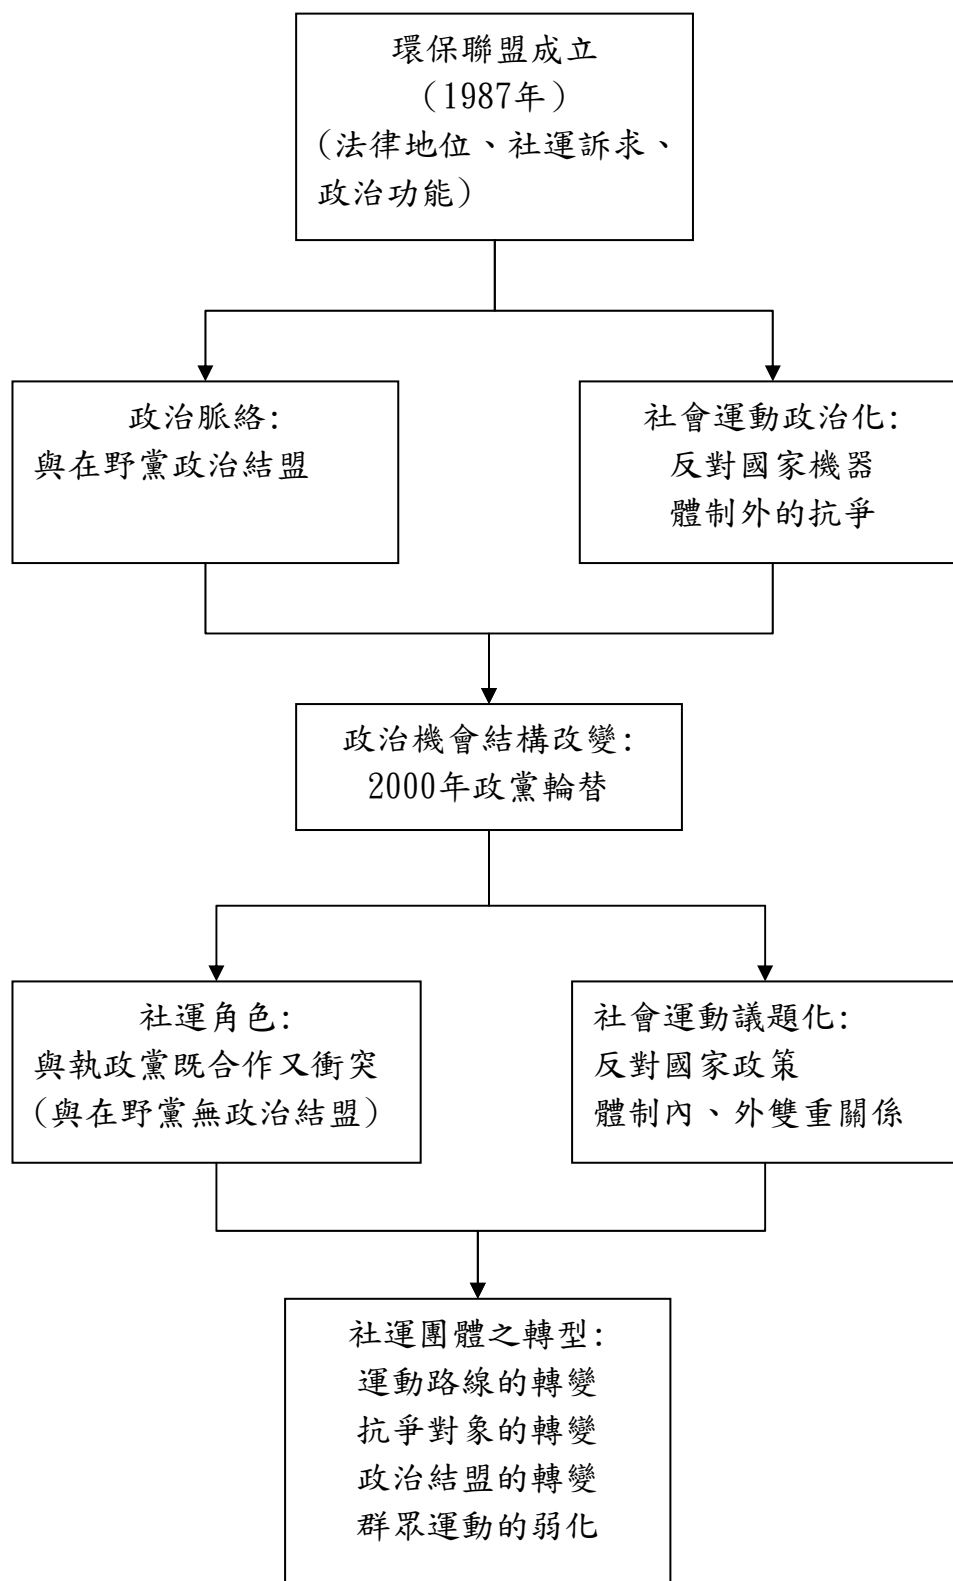 環保聯盟成立
（1987年）
(法律地位、社運訴求、
政治功能)
政治脈絡:
與在野黨政治結盟
社會運動政治化:
反對國家機器
體制外的抗爭
政治機會結構改變:
2000年政黨輪替
社運角色:
與執政黨既合作又衝突
(與在野黨無政治結盟)
社會運動議題化:
反對國家政策
體制內、外雙重關係
社運團體之轉型:
運動路線的轉變
抗爭對象的轉變
政治結盟的轉變
群眾運動的弱化